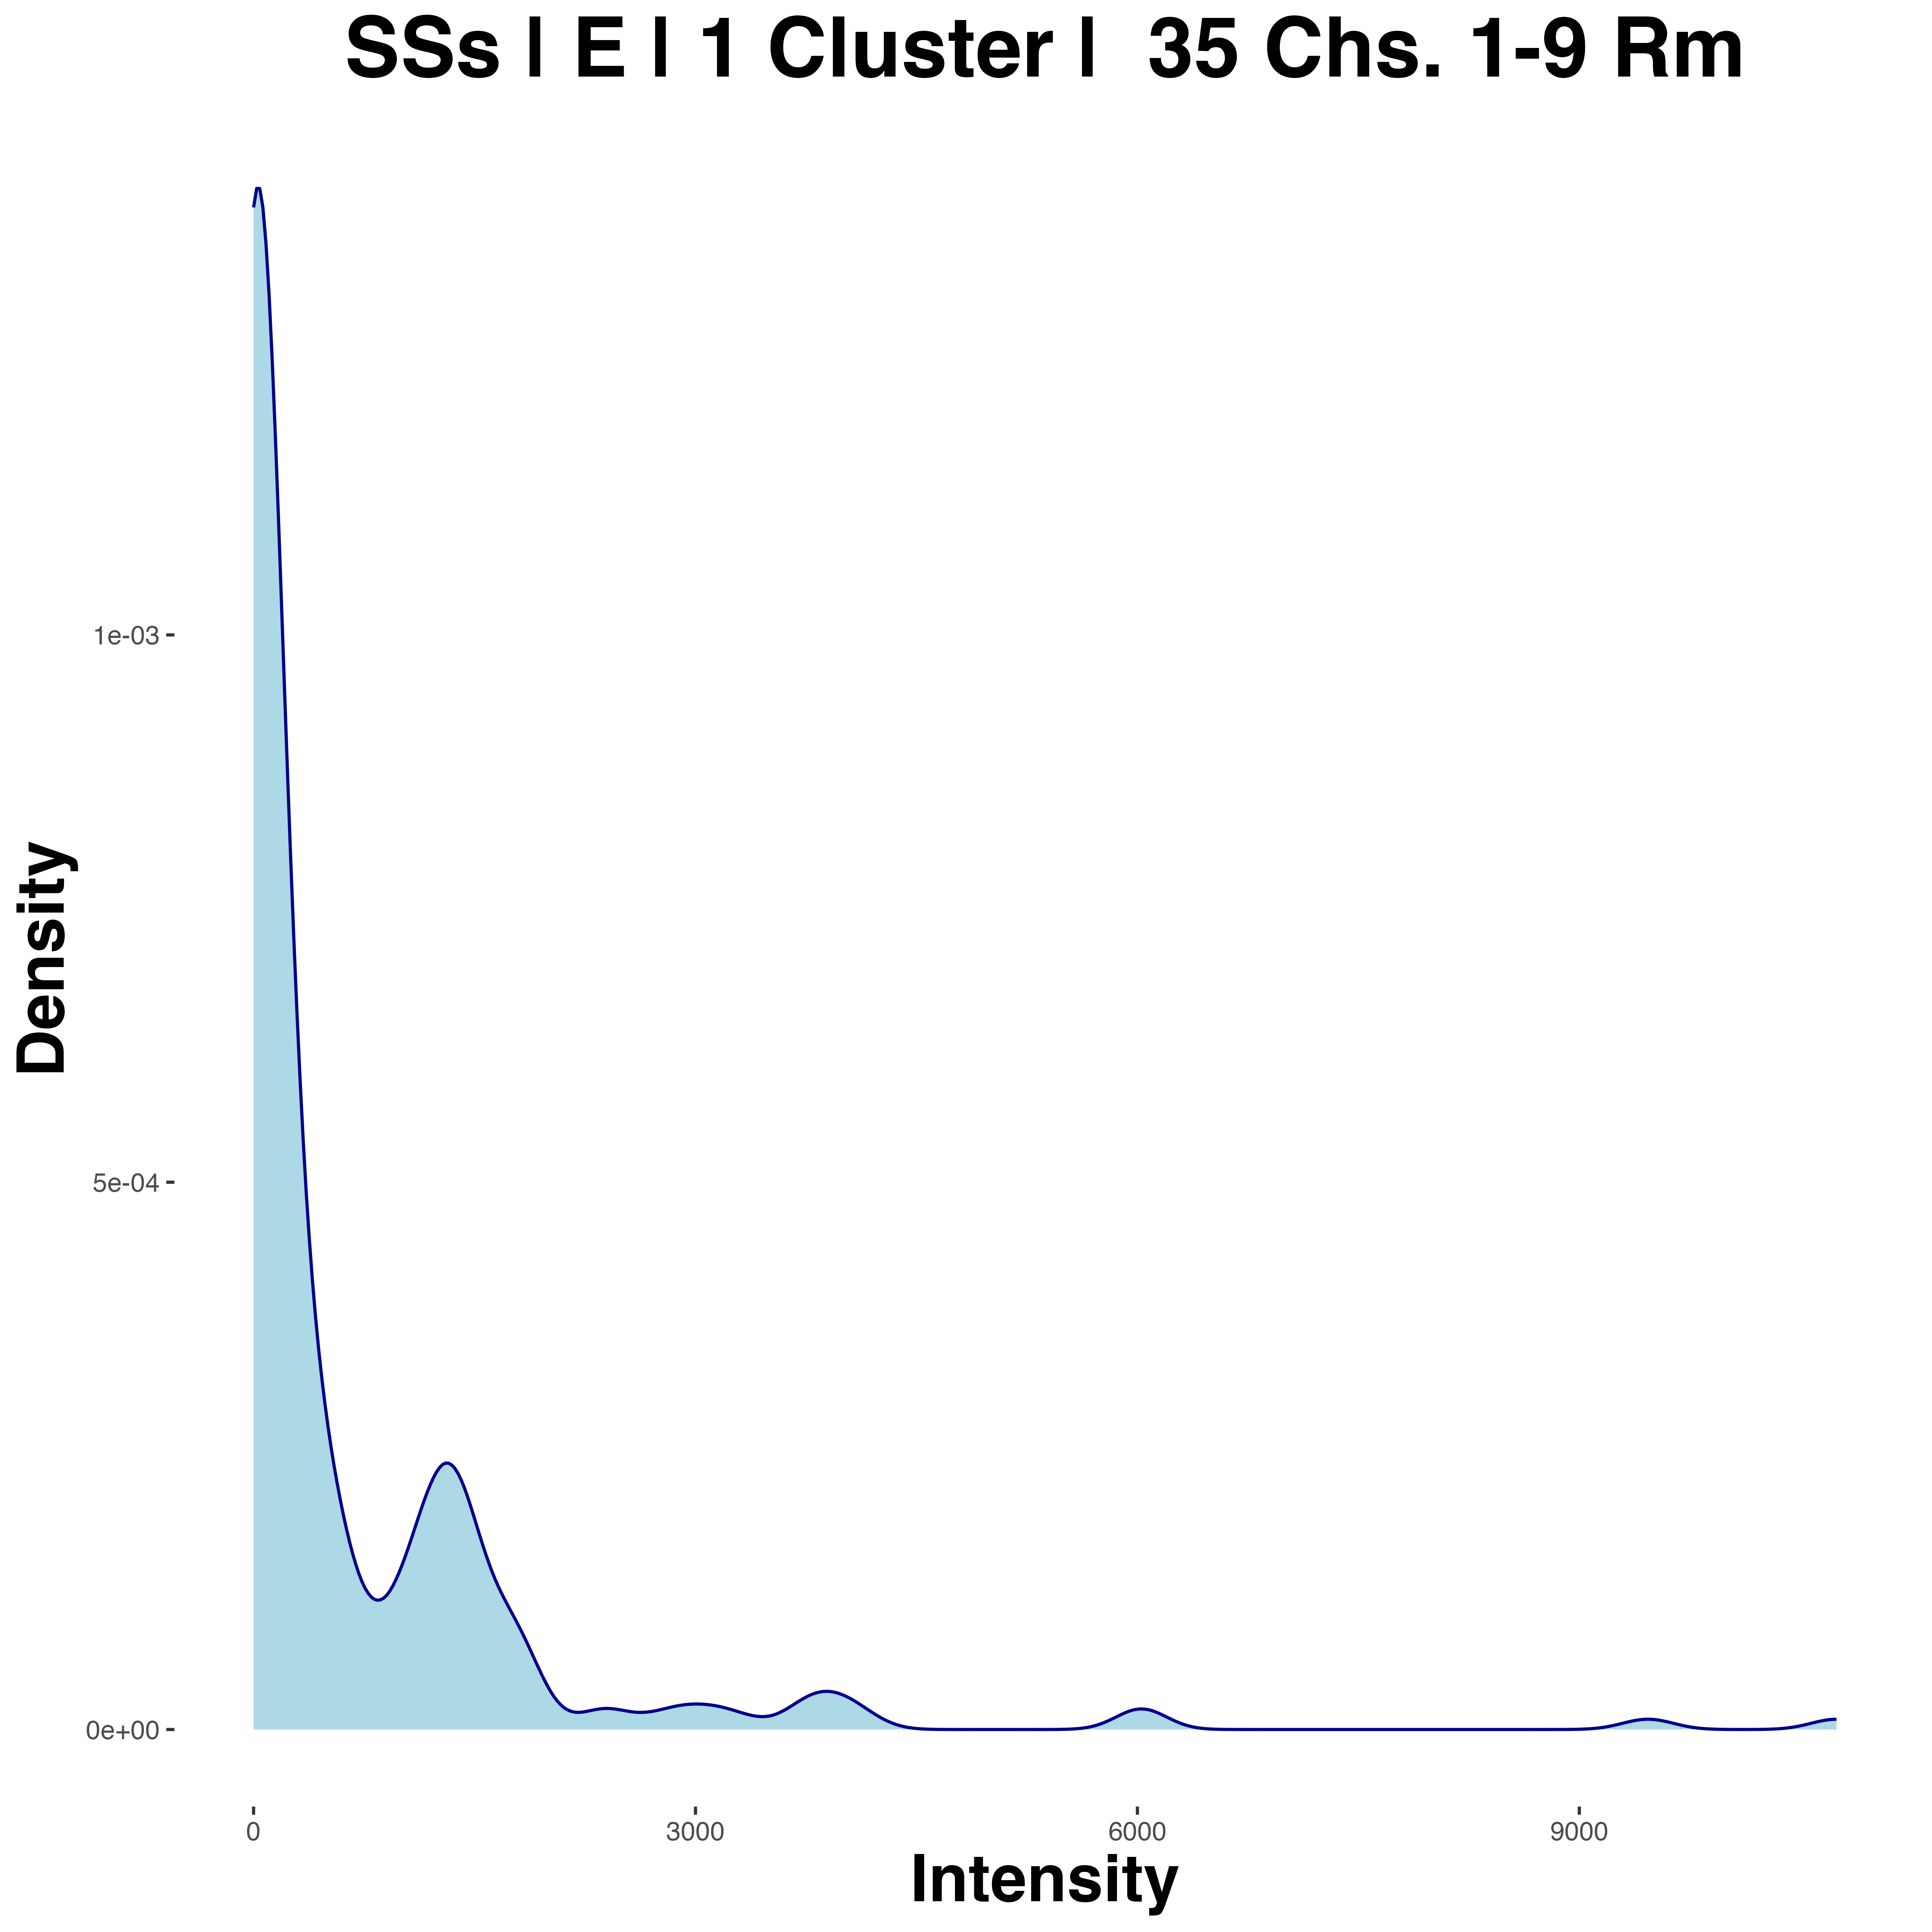 SSs | E | 1 Cluster |  35 Chs. 1-9 Rm
Density
1e-03
5e-04
0e+00
0
3000
6000
9000
Intensity